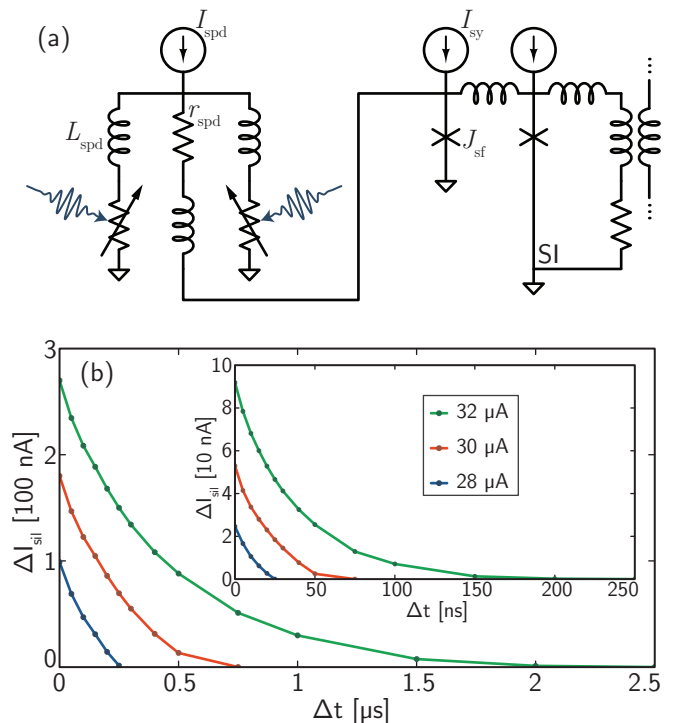 (a)
I_spd
I_sy
r_spd
L_spd
J_sf
SI
(b)
ΔI_sil [100 nA]
3
2
1
0
0
0.5
1
1.5
2
2.5
Δt [µs]
ΔI_sil [10 nA]
10
8
6
4
2
0
0
50
100
150
200
250
Δt [ns]
32 µA
30 µA
28 µA